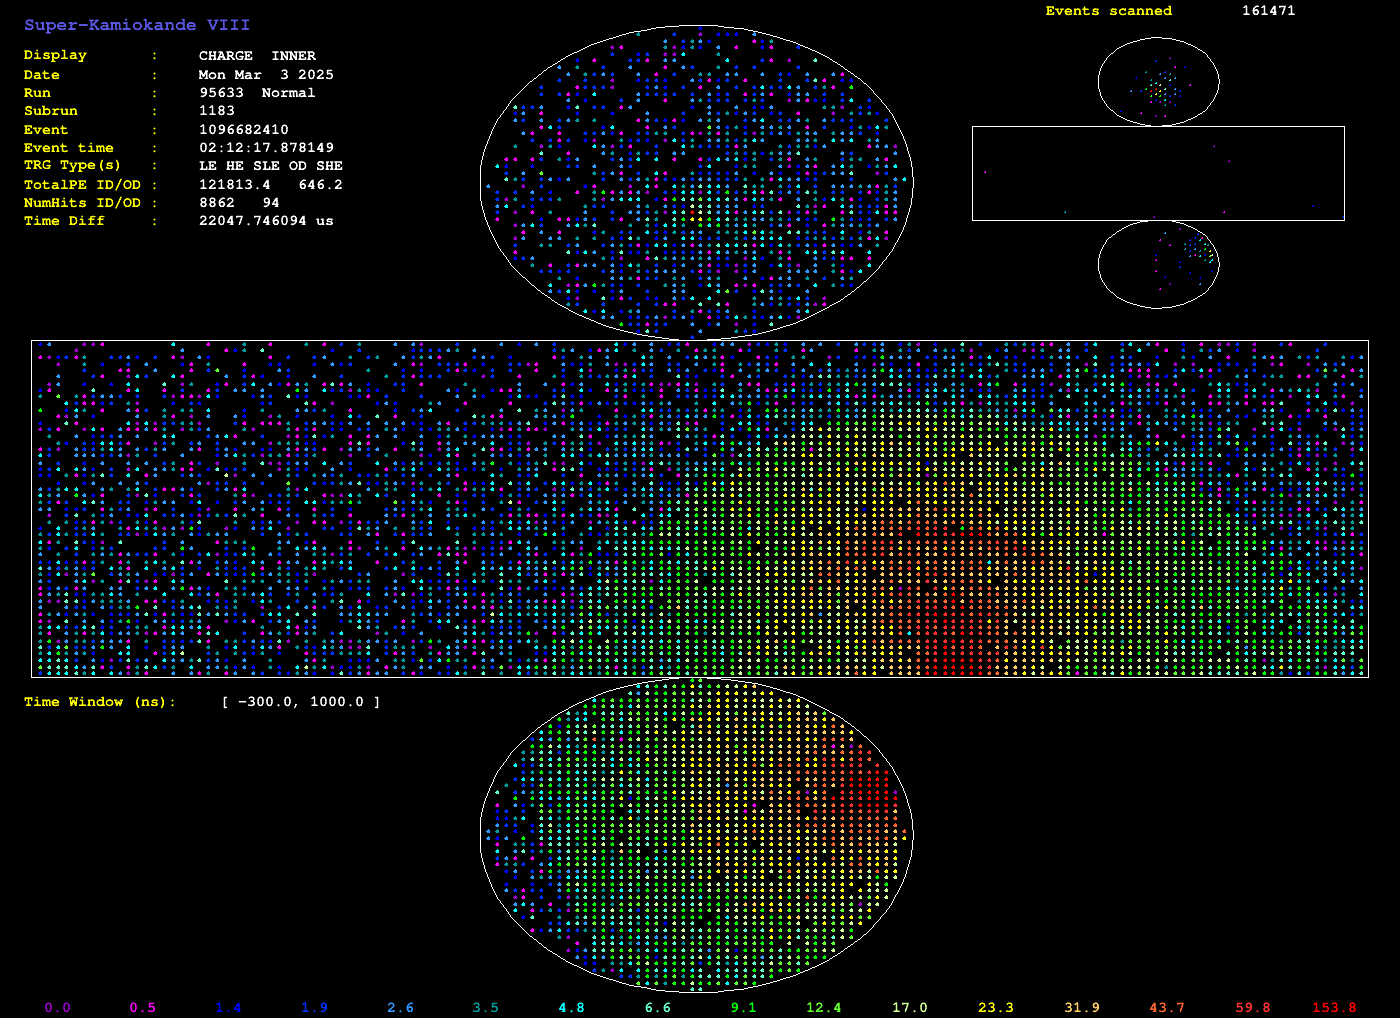 Super-Kamiokande VIII
Events scanned 161471
Display : CHARGE INNER
Date : Mon Mar 3 2025
Run : 95633 Normal
Subrun : 1183
Event : 1096682410
Event time : 02:12:17.878149
TRG Type(s) : LE HE SLE OD SHE
TotalPE ID/OD : 121813.4 646.2
NumHits ID/OD : 8862 94
Time Diff : 22047.746094 us
Time Window (ns): [ -300.0, 1000.0 ]
0.0 0.5 1.4 1.9 2.6 3.5 4.8 6.6 9.1 12.4 17.0 23.3 31.9 43.7 59.8 153.8